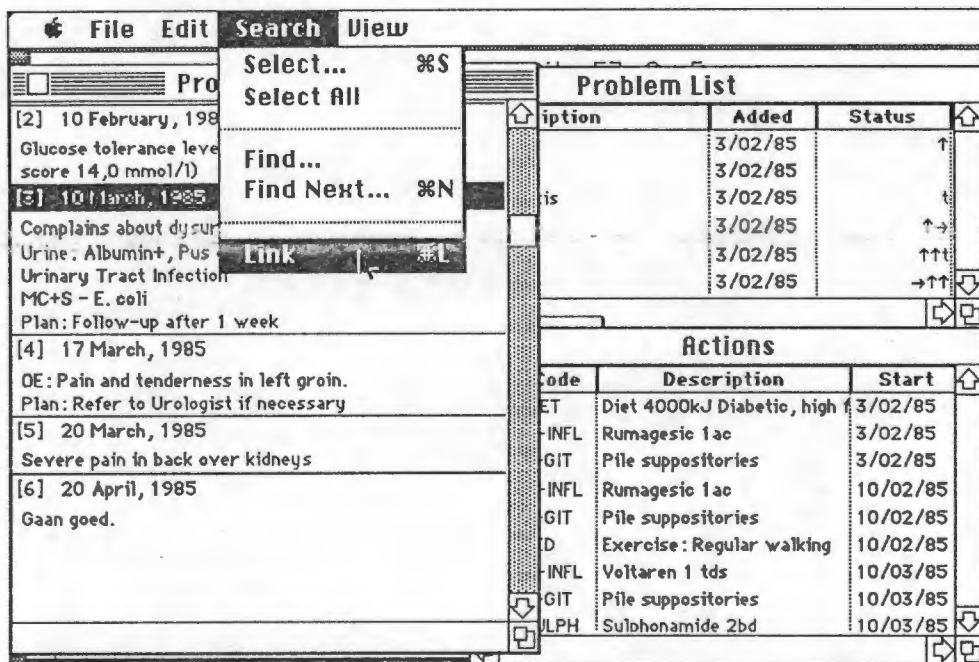 File Edit Search View
Select... ⌘S
Select All
Find...
Find Next... ⌘N
Link ⌘L
Pro
[2] 10 February, 198
Glucose tolerance leve
score 14,0 mmol/l)
[3] 10 March, 1985
Complains about dysur
Urine: Albumin+, Pus
Urinary Tract Infection
MC+S - E. coli
Plan: Follow-up after 1 week
[4] 17 March, 1985
OE: Pain and tenderness in left groin.
Plan: Refer to Urologist if necessary
[5] 20 March, 1985
Severe pain in back over kidneys
[6] 20 April, 1985
Gaan goed.
Problem List
iption Added Status
3/02/85 ↑
3/02/85
tis 3/02/85 t
3/02/85 ↑→
3/02/85 ↑↑t
3/02/85 →↑↑
Actions
Code Description Start
ET Diet 4000kJ Diabetic, high f 3/02/85
-INFL Rumagesic 1ac 3/02/85
GIT Pile suppositories 3/02/85
-INFL Rumagesic 1ac 10/02/85
GIT Pile suppositories 10/02/85
ED Exercise: Regular walking 10/02/85
-INFL Voltaren 1 tds 10/03/85
GIT Pile suppositories 10/03/85
ULPH Sulphonamide 2bd 10/03/85